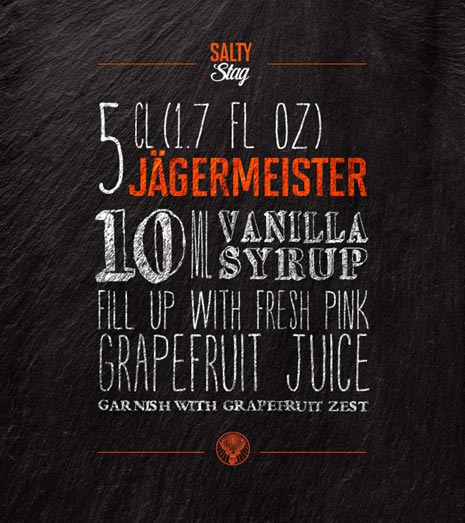 SALTY
Stag
5 CL (1.7 FL OZ)
JÄGERMEISTER
10 ML VANILLA
SYRUP
FILL UP WITH FRESH PINK
GRAPEFRUIT JUICE
GARNISH WITH GRAPEFRUIT ZEST